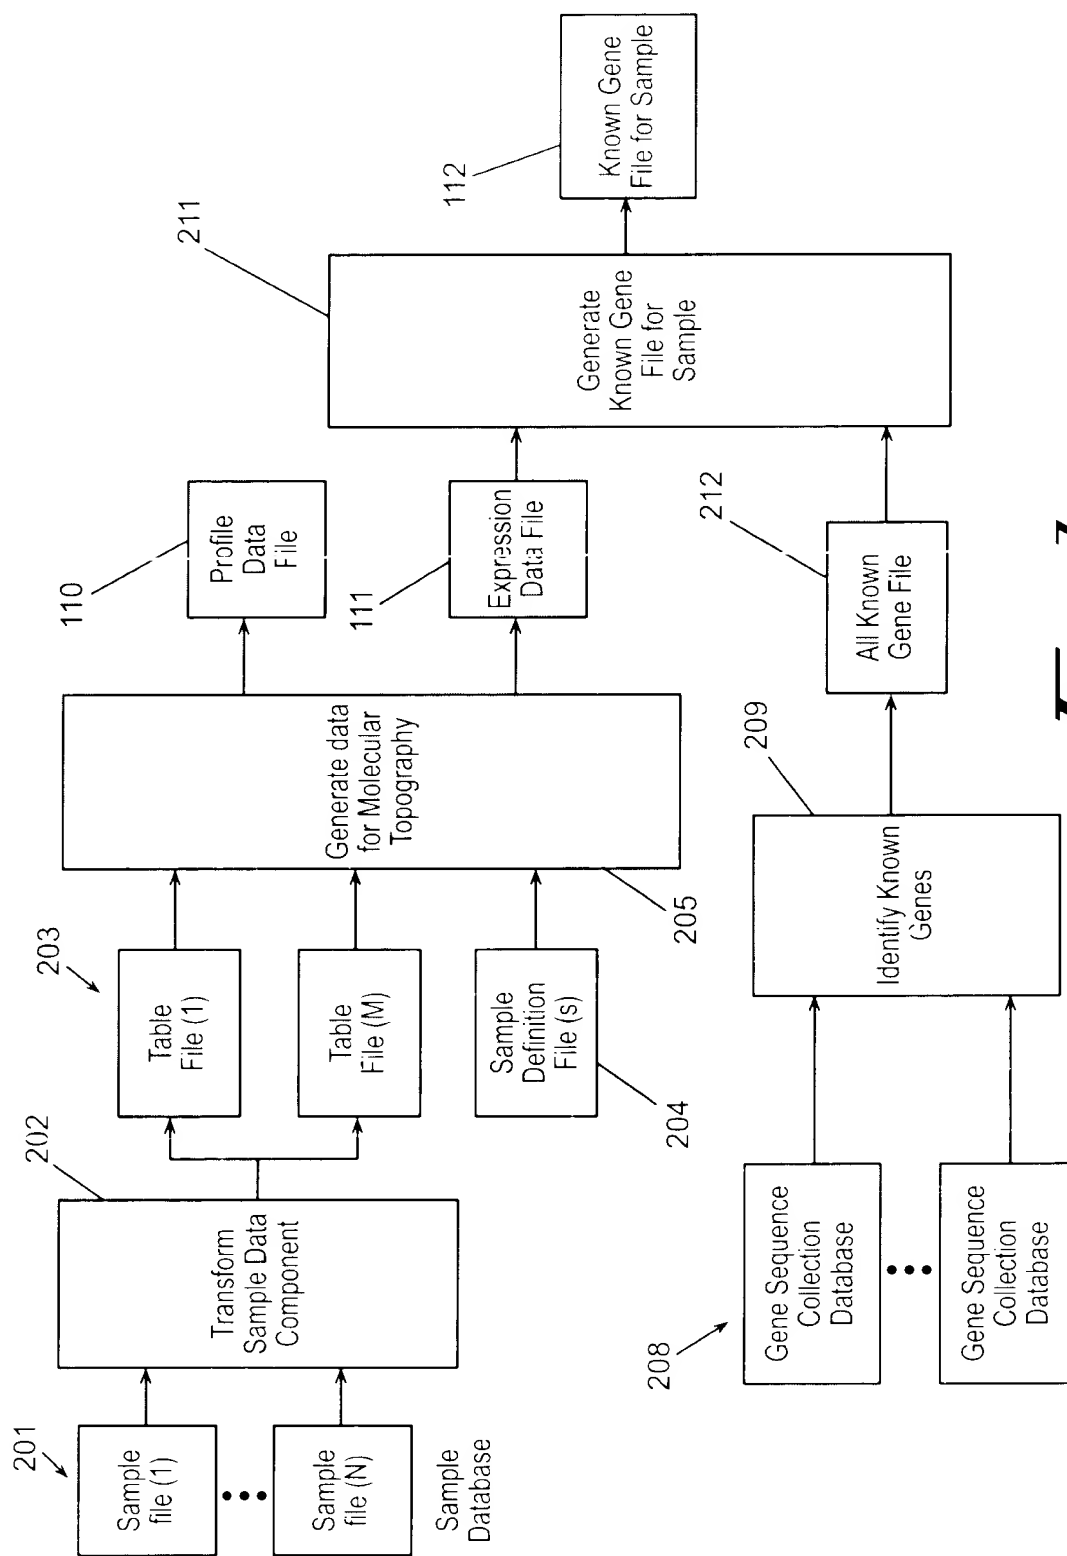 201
Sample
file (1)
Sample
file (N)
Sample
Database
202
Transform
Sample Data
Component
203
Table
File (1)
Table
File (M)
Sample
Definition
File (s)
204
205
Generate data
for Molecular
Topography
110
Profile
Data
File
111
Expression
Data File
211
Generate
Known Gene
File for
Sample
112
Known Gene
File for Sample
208
Gene Sequence
Collection
Database
Gene Sequence
Collection
Database
209
Identify Known
Genes
212
All Known
Gene File